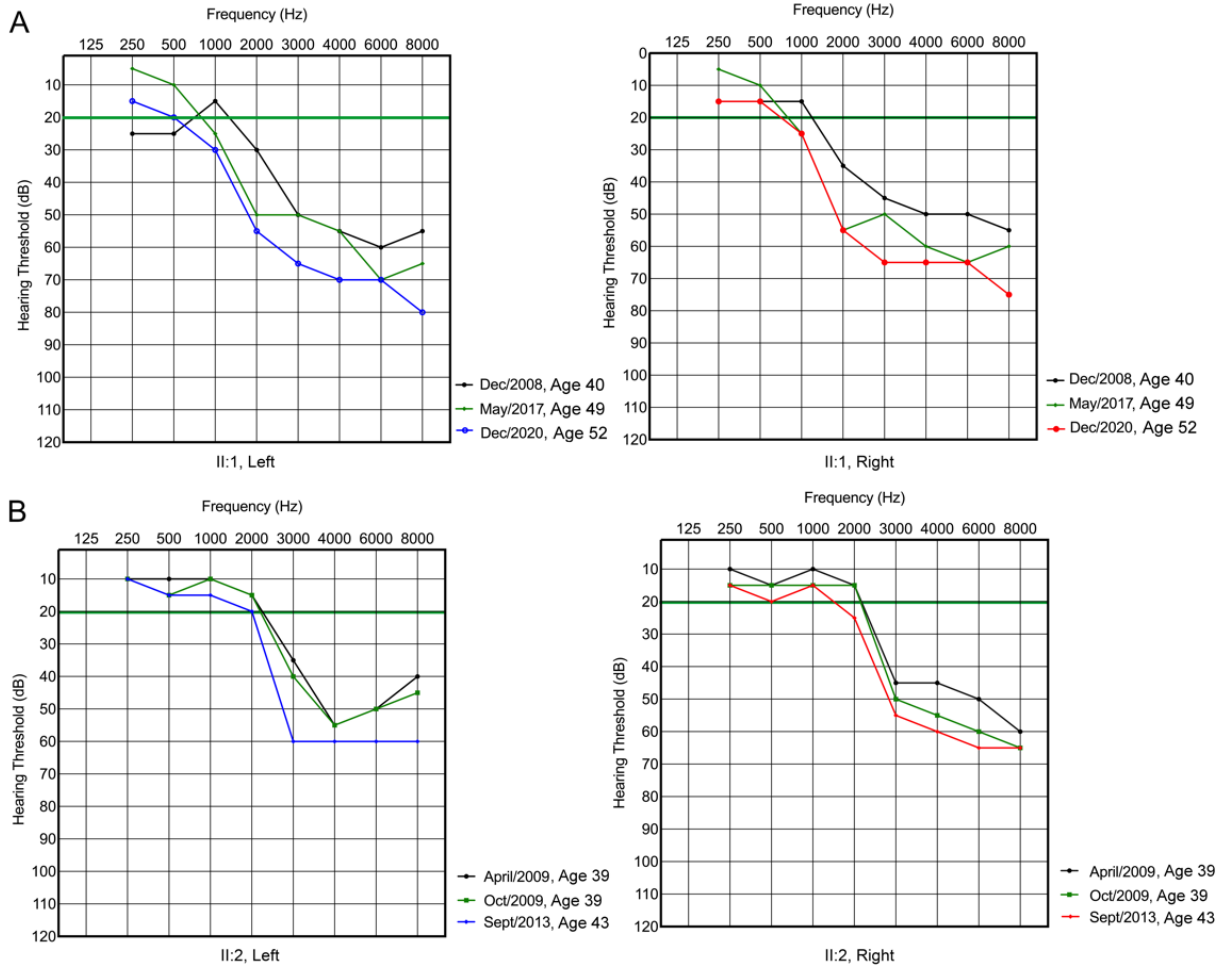 A
Frequency (Hz)
125 250 500 1000 2000 3000 4000 6000 8000
Hearing Threshold (dB)
10
20
30
40
50
60
70
80
90
100
110
120
Dec/2008, Age 40
May/2017, Age 49
Dec/2020, Age 52
II:1, Left
Frequency (Hz)
125 250 500 1000 2000 3000 4000 6000 8000
Hearing Threshold (dB)
0
10
20
30
40
50
60
70
80
90
100
110
120
Dec/2008, Age 40
May/2017, Age 49
Dec/2020, Age 52
II:1, Right
B
Frequency (Hz)
125 250 500 1000 2000 3000 4000 6000 8000
Hearing Threshold (dB)
10
20
30
40
50
60
70
80
90
100
110
120
April/2009, Age 39
Oct/2009, Age 39
Sept/2013, Age 43
II:2, Left
Frequency (Hz)
125 250 500 1000 2000 3000 4000 6000 8000
Hearing Threshold (dB)
10
20
30
40
50
60
70
80
90
100
110
120
April/2009, Age 39
Oct/2009, Age 39
Sept/2013, Age 43
II:2, Right